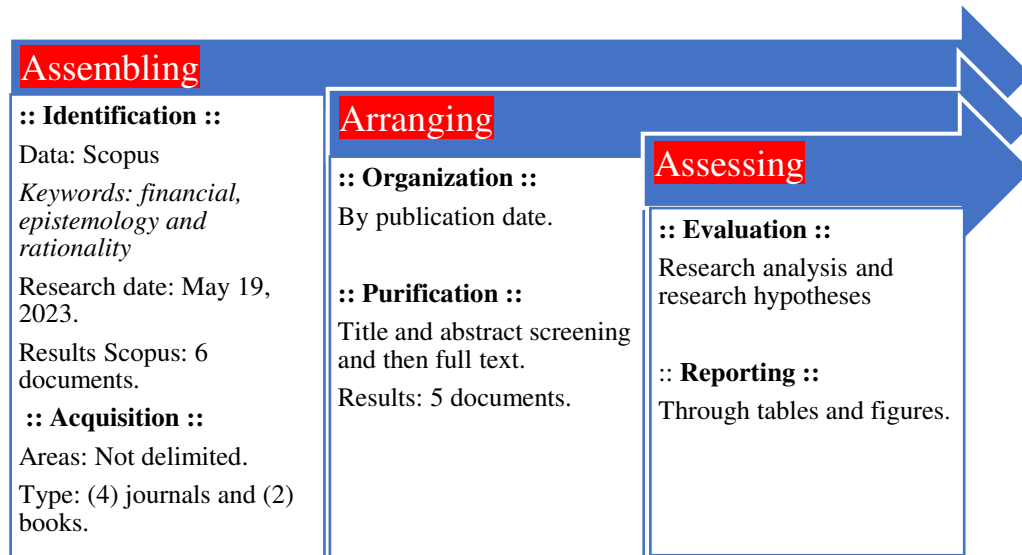 Assembling
:: Identification ::
Data: Scopus
Keywords: financial,
epistemology and
rationality
Research date: May 19,
2023.
Results Scopus: 6
documents.
:: Acquisition ::
Areas: Not delimited.
Type: (4) journals and (2)
books.
Arranging
:: Organization ::
By publication date.
:: Purification ::
Title and abstract screening
and then full text.
Results: 5 documents.
Assessing
:: Evaluation ::
Research analysis and
research hypotheses
:: Reporting ::
Through tables and figures.